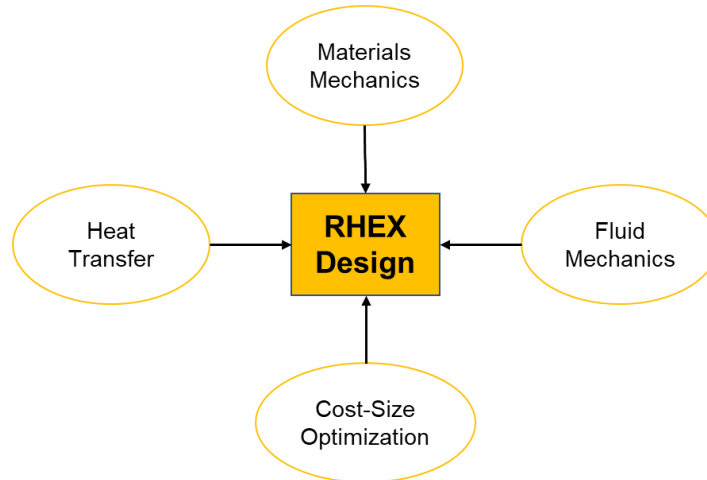 Materials
Mechanics
Heat
Transfer
RHEX
Design
Fluid
Mechanics
Cost-Size
Optimization